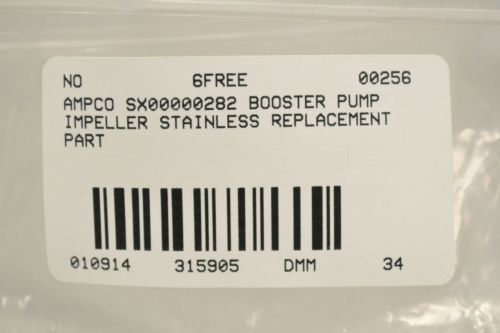 NO 6FREE 00256
AMPCO SX00000282 BOOSTER PUMP
IMPELLER STAINLESS REPLACEMENT
PART
010914 315905 DMM 34